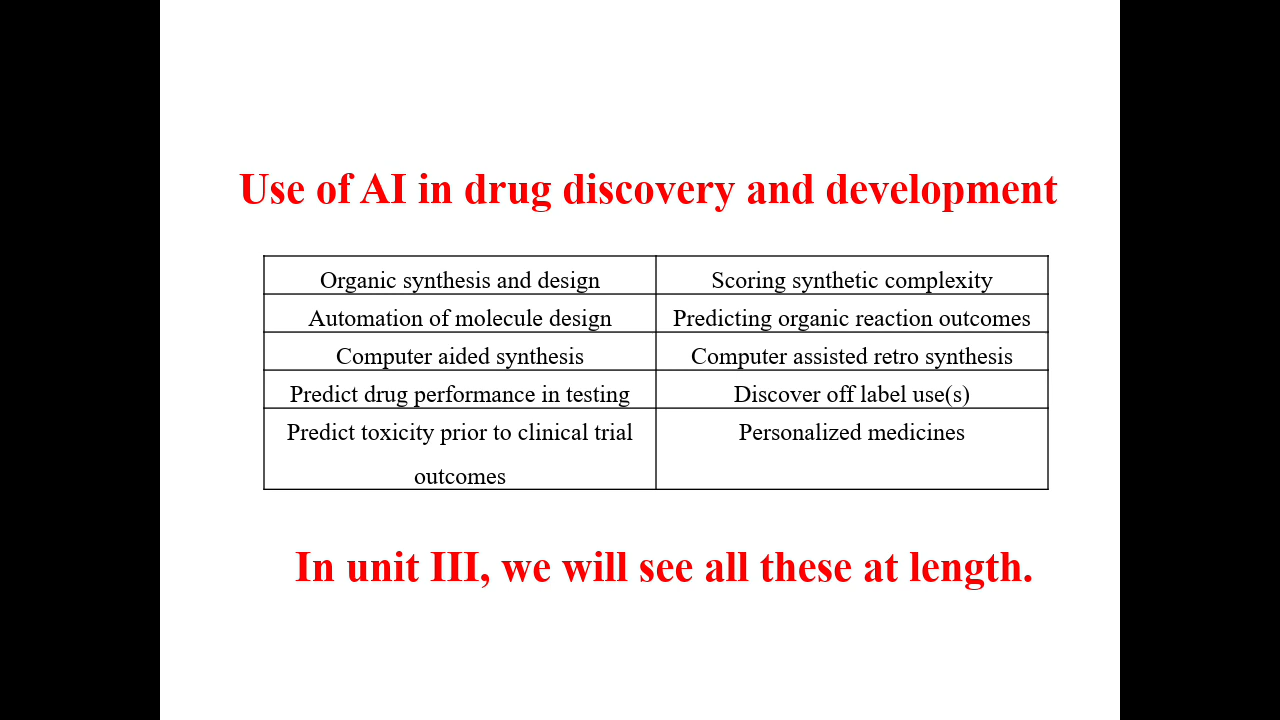 Use of AI in drug discovery and development
Organic synthesis and design
Scoring synthetic complexity
Automation of molecule design
Predicting organic reaction outcomes
Computer aided synthesis
Computer assisted retro synthesis
Predict drug performance in testing
Discover off label use(s)
Predict toxicity prior to clinical trial
outcomes
Personalized medicines
In unit III, we will see all these at length.